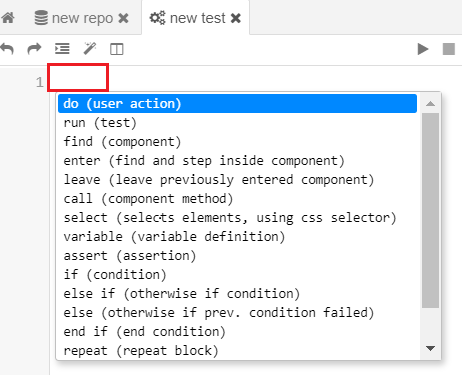 new repo new test
1
do (user action)
run (test)
find (component)
enter (find and step inside component)
leave (leave previously entered component)
call (component method)
select (selects elements, using css selector)
variable (variable definition)
assert (assertion)
if (condition)
else if (otherwise if condition)
else (otherwise if prev. condition failed)
end if (end condition)
repeat (repeat block)